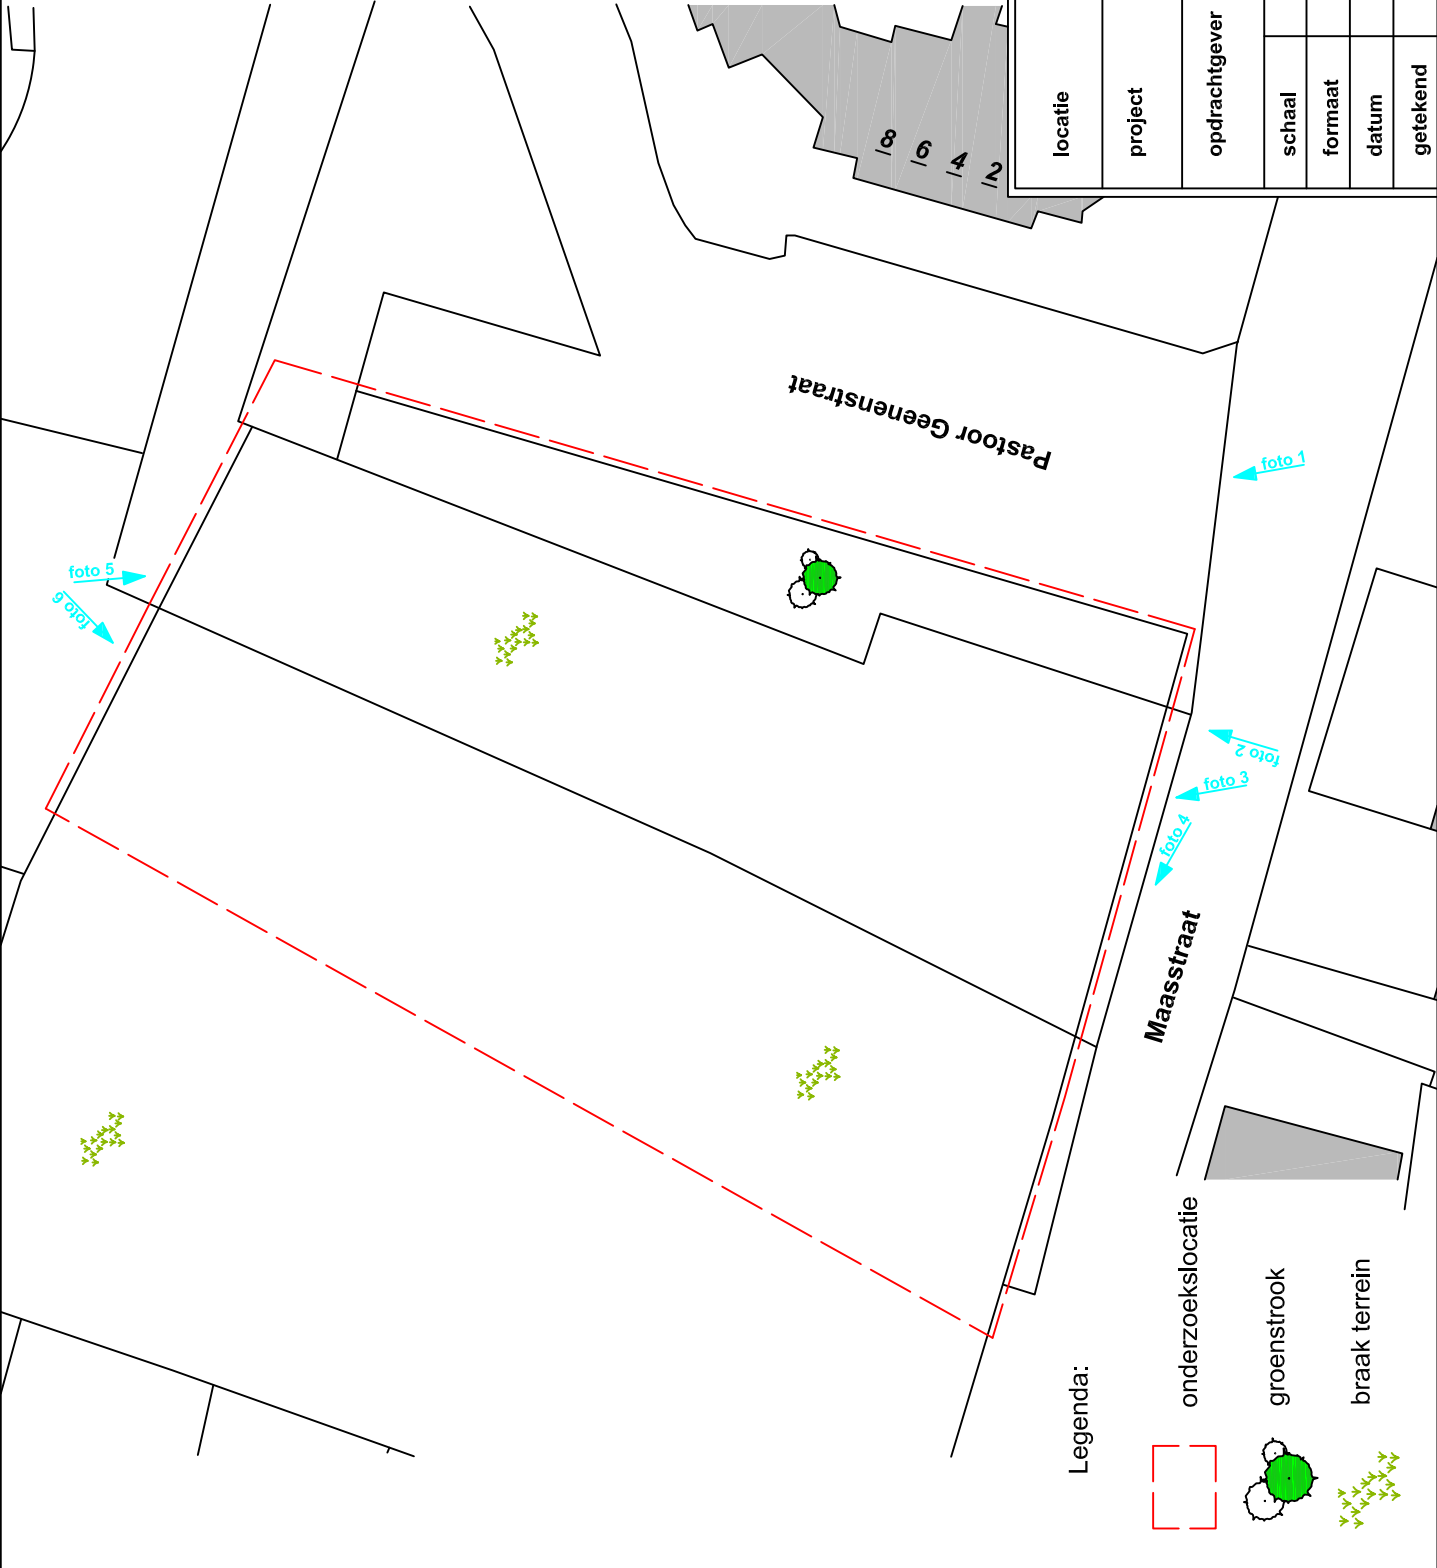 locatie
project
opdrachtgever
schaal
formaat
datum
getekend
8
6
4
2
Pastoor Geenenstraat
Maasstraat
foto 1
foto 2
foto 3
foto 4
foto 5
foto 6
Legenda:
onderzoekslocatie
groenstrook
braak terrein